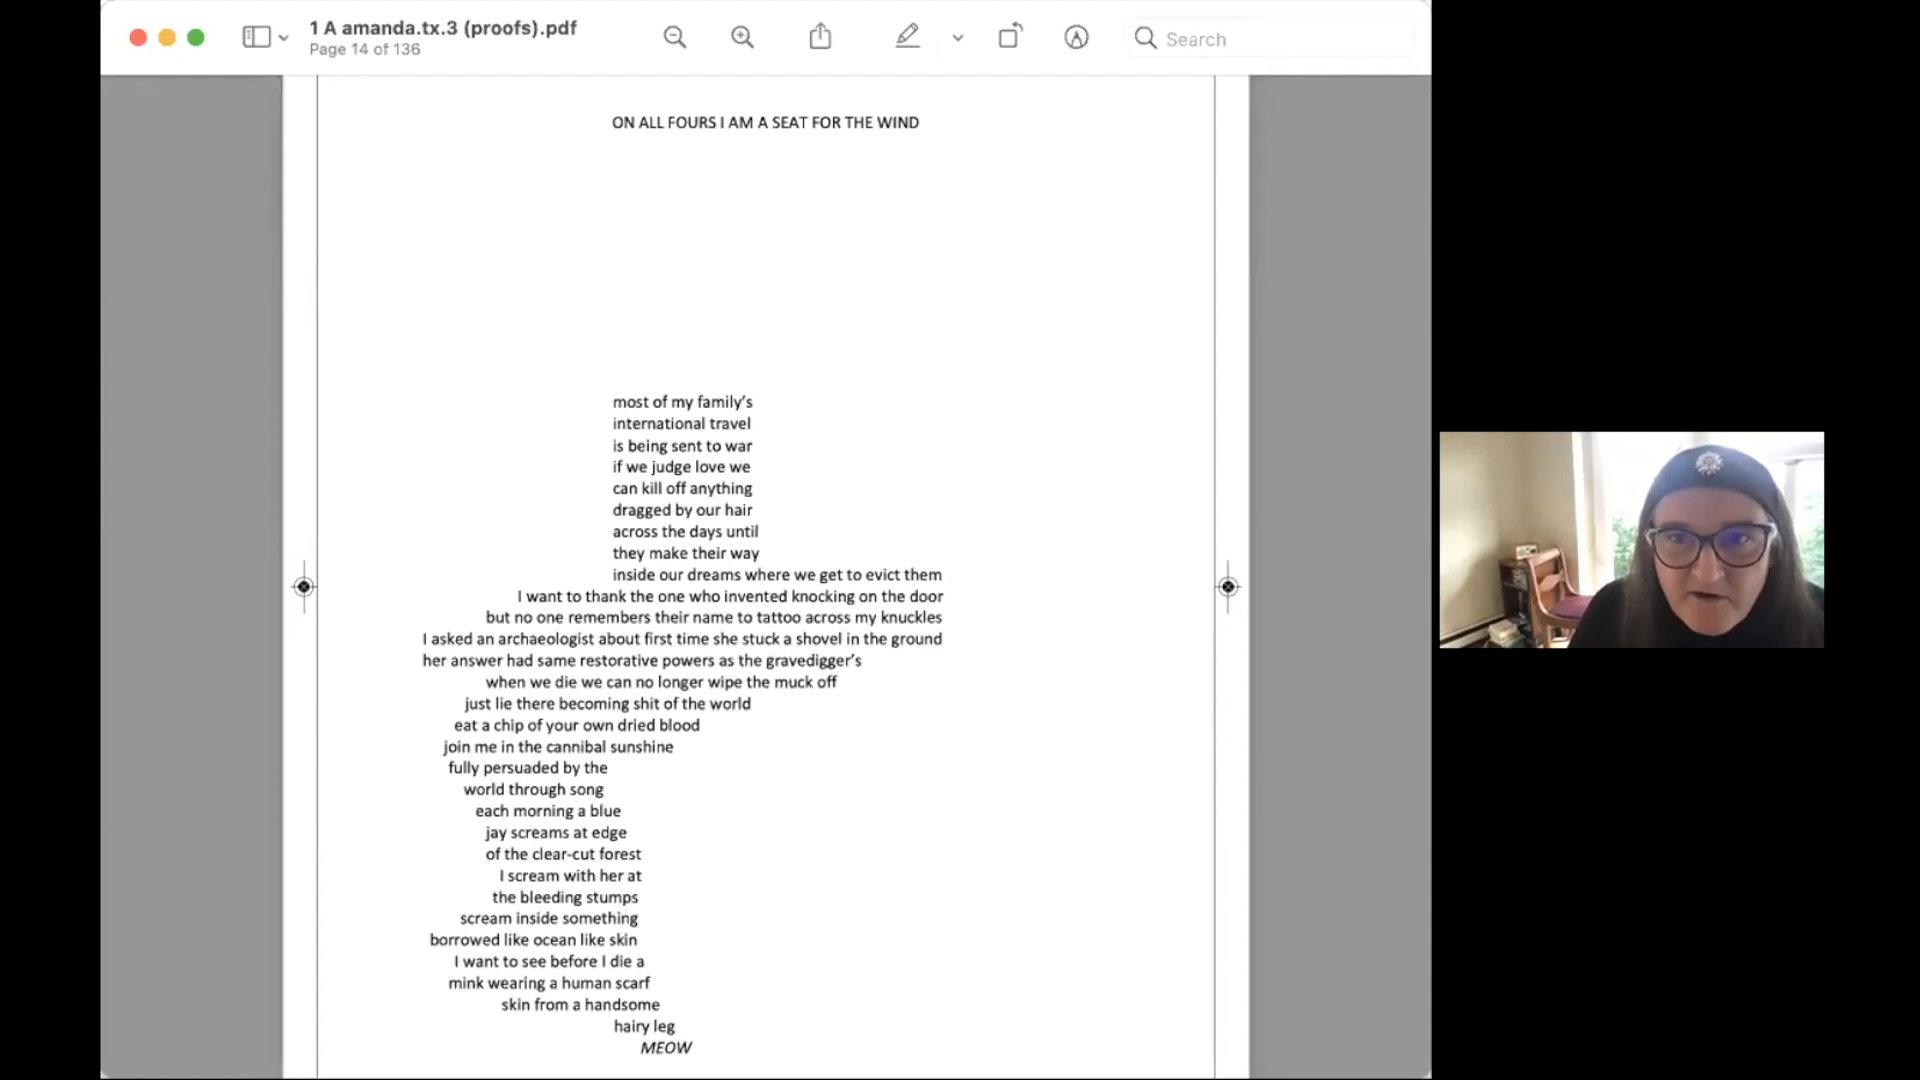 1 A amanda.tx.3 (proofs).pdf
Page 14 of 136
Search
ON ALL FOURS I AM A SEAT FOR THE WIND
most of my family's
international travel
is being sent to war
if we judge love we
can kill off anything
dragged by our hair
across the days until
they make their way
inside our dreams where we get to evict them
I want to thank the one who invented knocking on the door
but no one remembers their name to tattoo across my knuckles
I asked an archaeologist about first time she stuck a shovel in the ground
her answer had same restorative powers as the gravedigger's
when we die we can no longer wipe the muck off
just lie there becoming shit of the world
eat a chip of your own dried blood
join me in the cannibal sunshine
fully persuaded by the
world through song
each morning a blue
jay screams at edge
of the clear-cut forest
I scream with her at
the bleeding stumps
scream inside something
borrowed like ocean like skin
I want to see before I die a
mink wearing a human scarf
skin from a handsome
hairy leg
MEOW